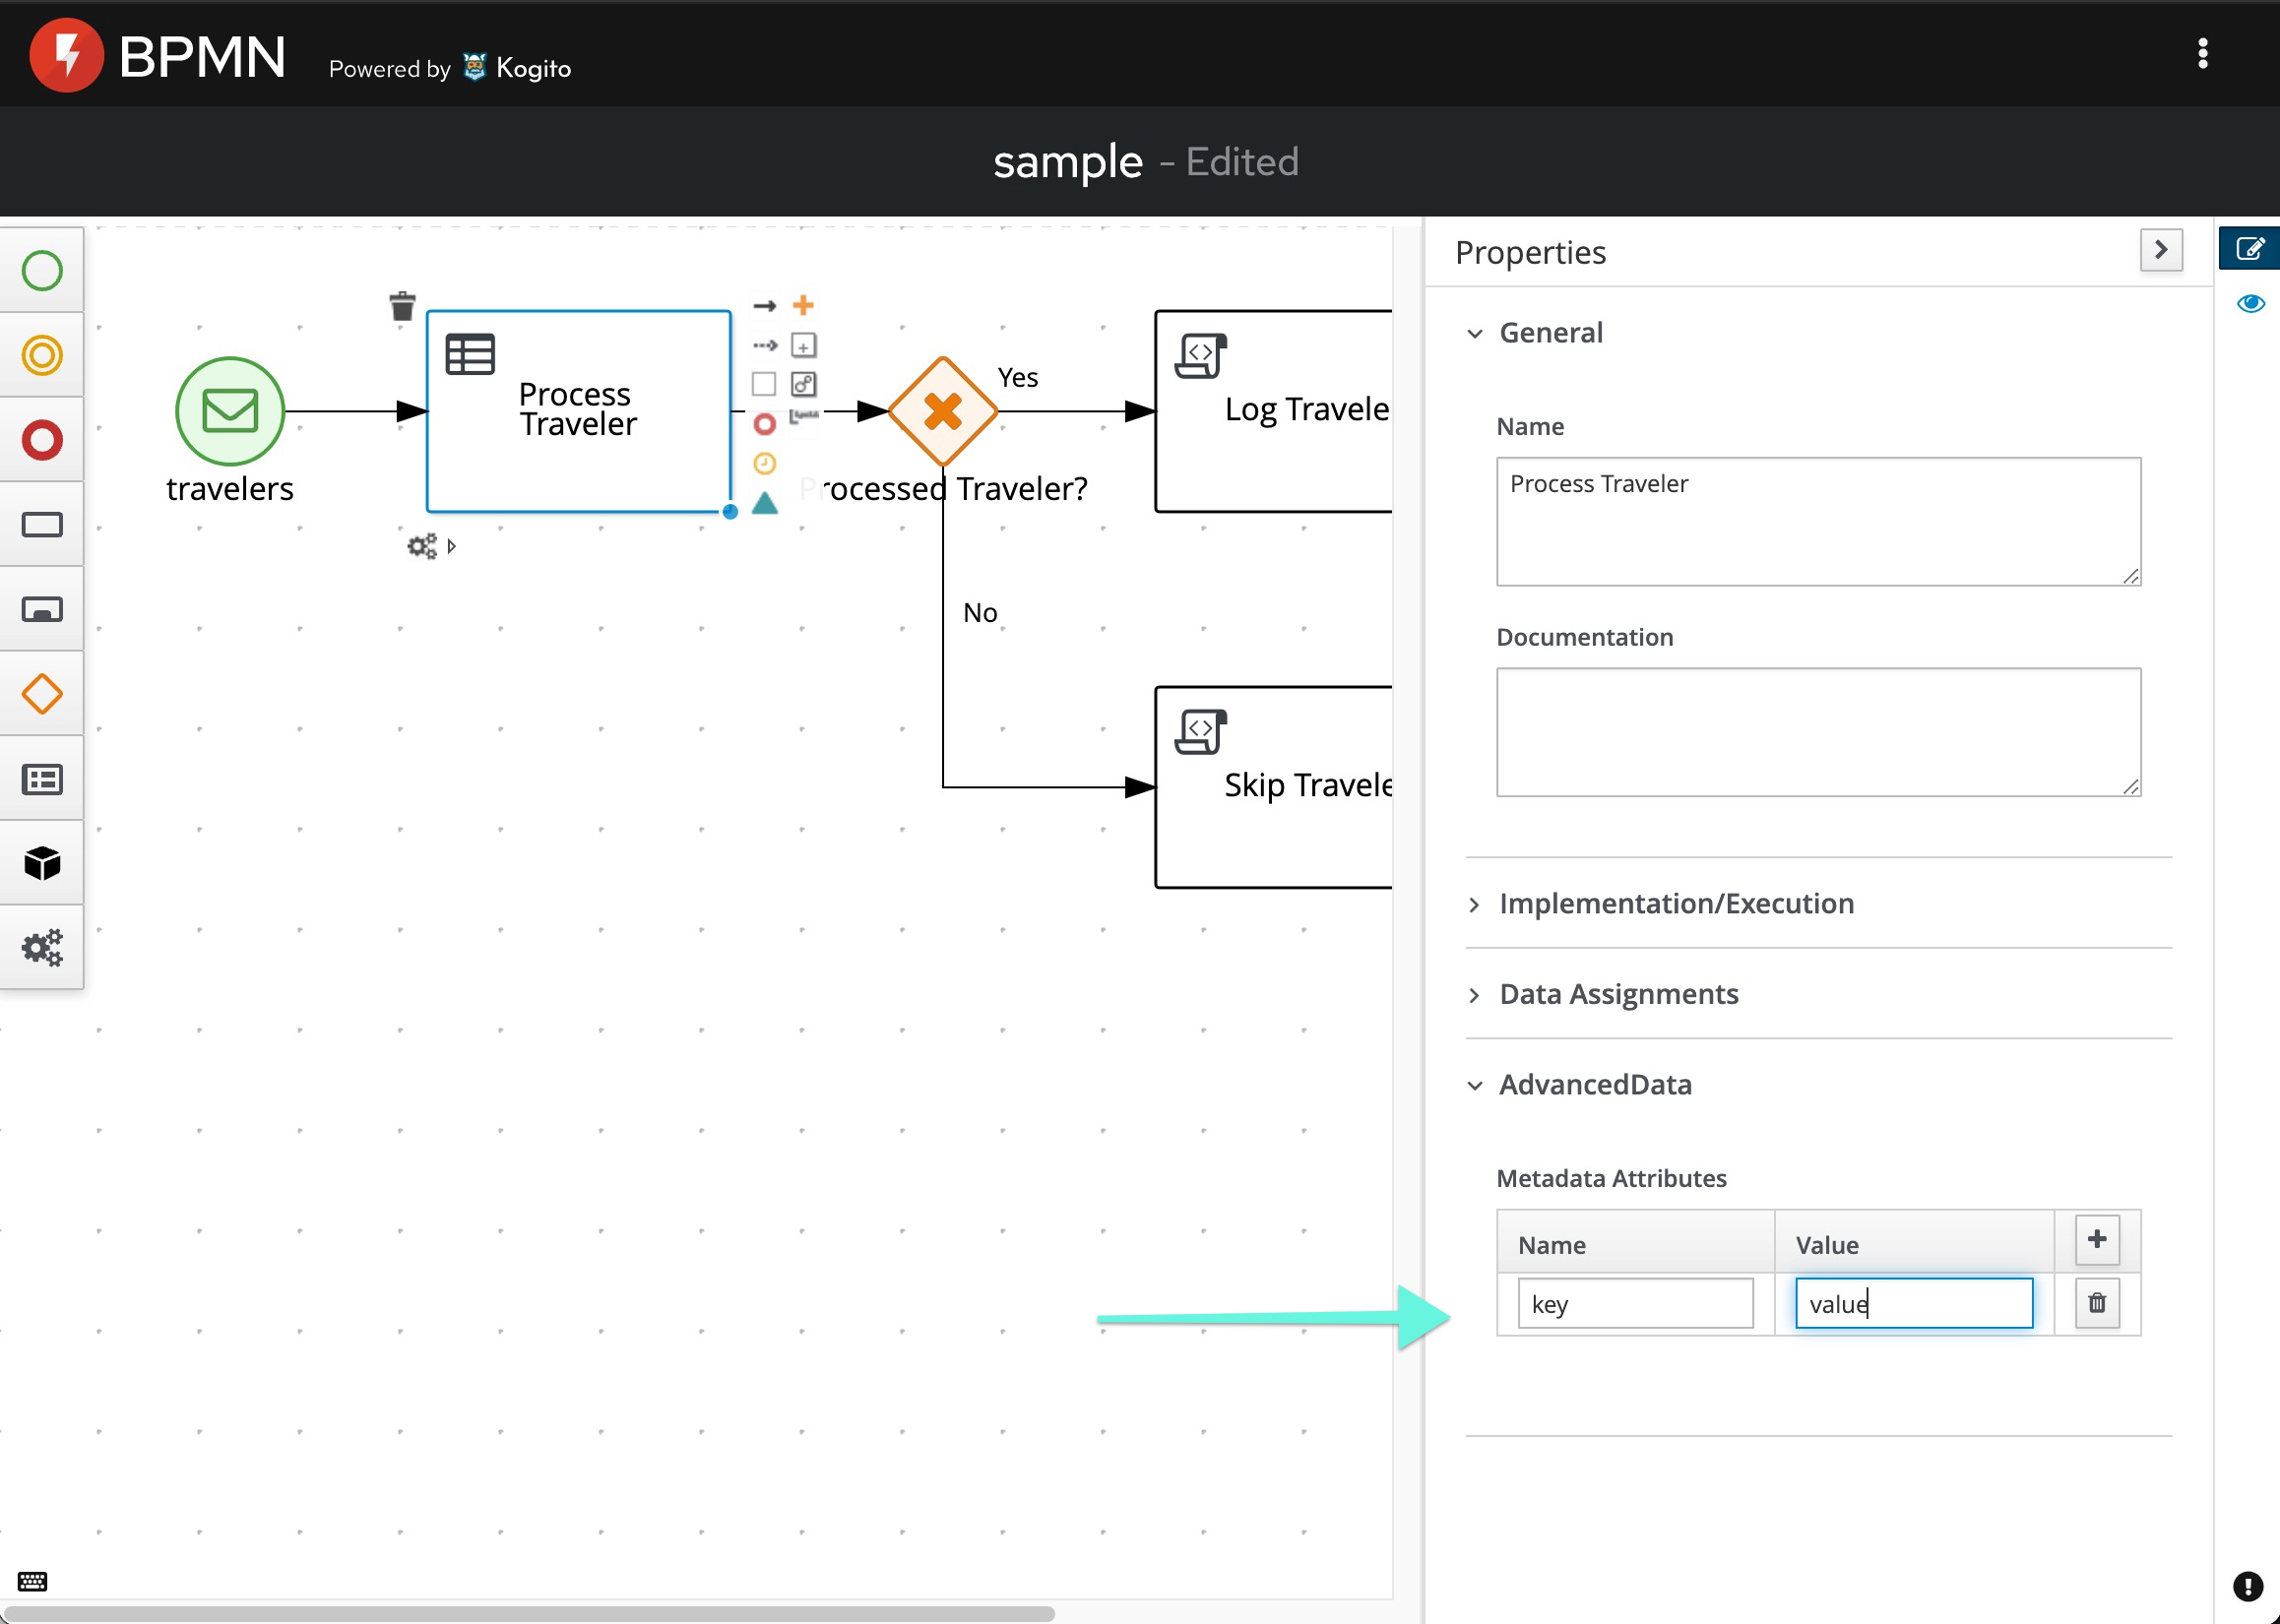 BPMN
Powered by Kogito
sample - Edited
travelers
Process
Traveler
Processed Traveler?
Yes
No
Log Travele
Skip Travele
Properties
General
Name
Process Traveler
Documentation
Implementation/Execution
Data Assignments
AdvancedData
Metadata Attributes
Name Value
key value